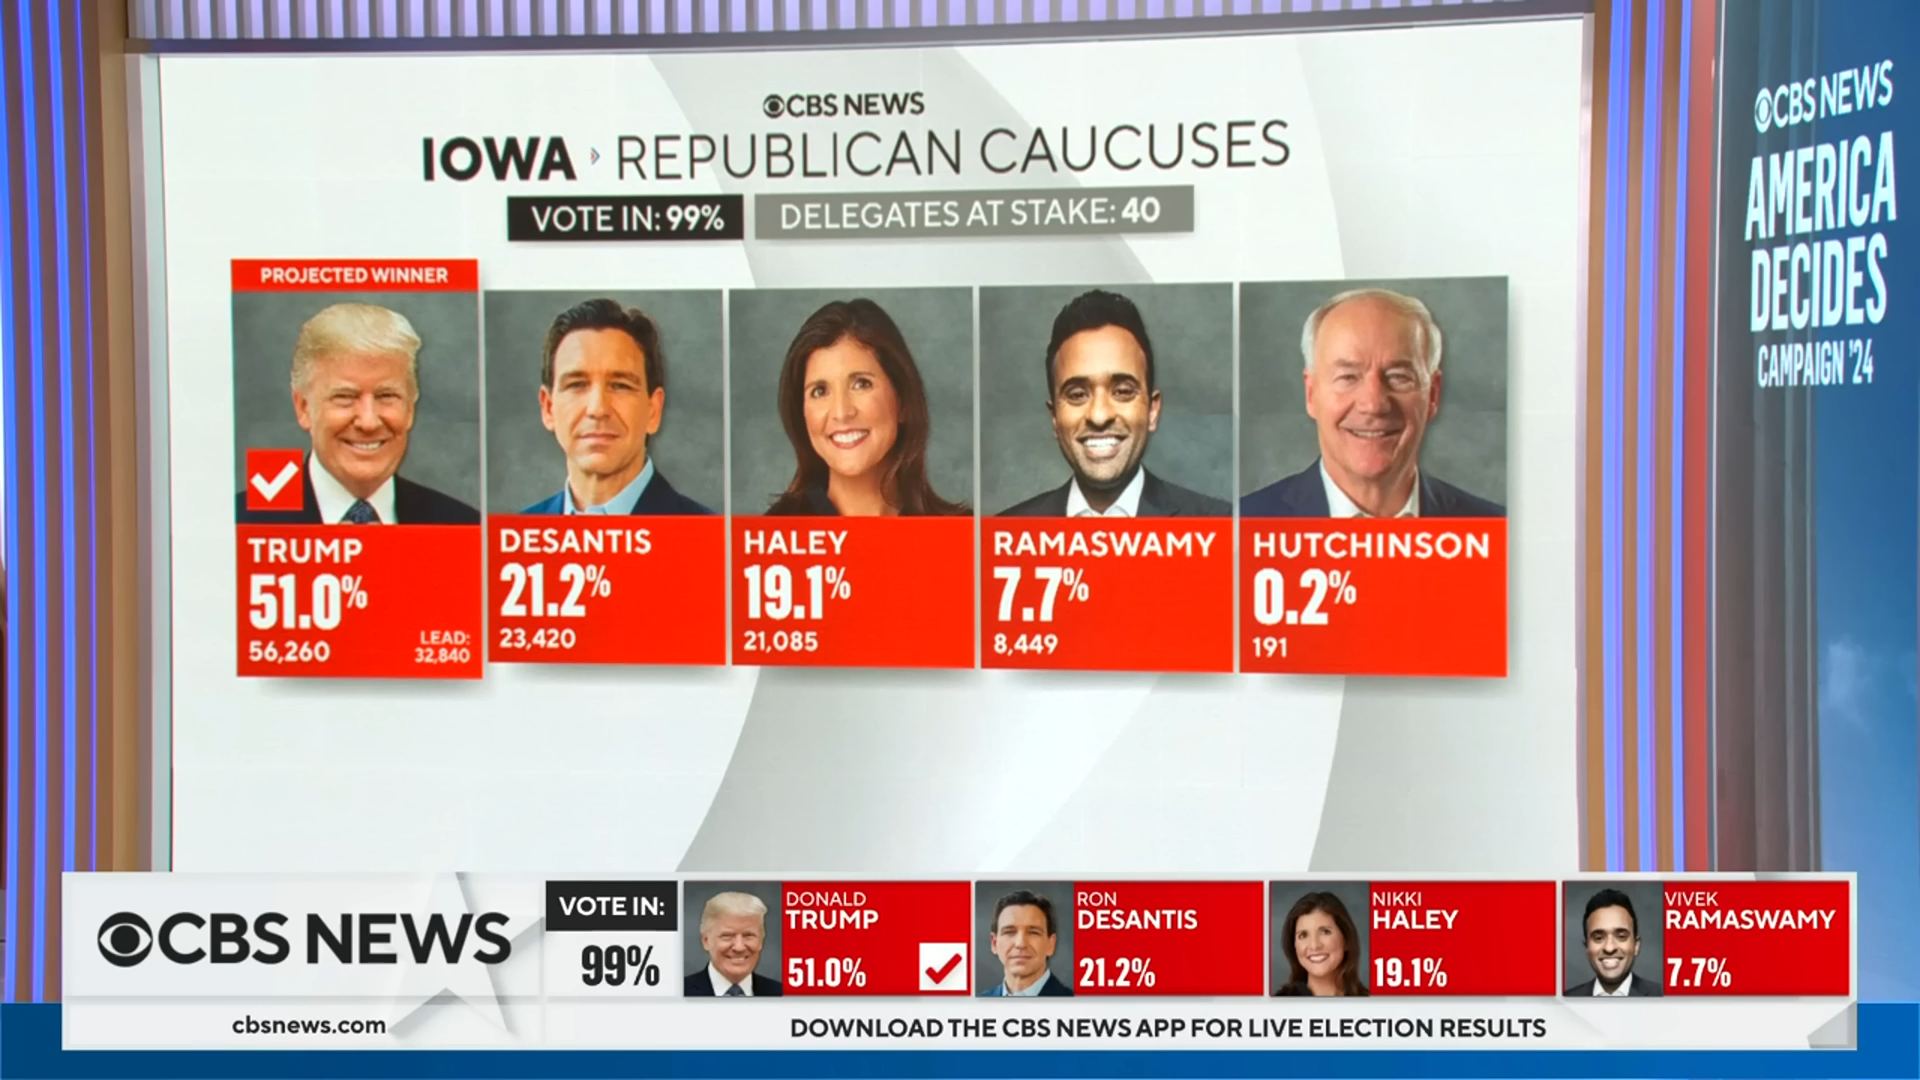 CBS NEWS
IOWA REPUBLICAN CAUCUSES
VOTE IN: 99% DELEGATES AT STAKE: 40
PROJECTED WINNER
TRUMP
51.0%
56,260
LEAD:
32,840
DESANTIS
21.2%
23,420
HALEY
19.1%
21,085
RAMASWAMY
7.7%
8,449
HUTCHINSON
0.2%
191
CBS NEWS
AMERICA
DECIDES
CAMPAIGN '24
CBS NEWS
cbsnews.com
VOTE IN:
99%
DONALD
TRUMP
51.0%
RON
DESANTIS
21.2%
NIKKI
HALEY
19.1%
VIVEK
RAMASWAMY
7.7%
DOWNLOAD THE CBS NEWS APP FOR LIVE ELECTION RESULTS